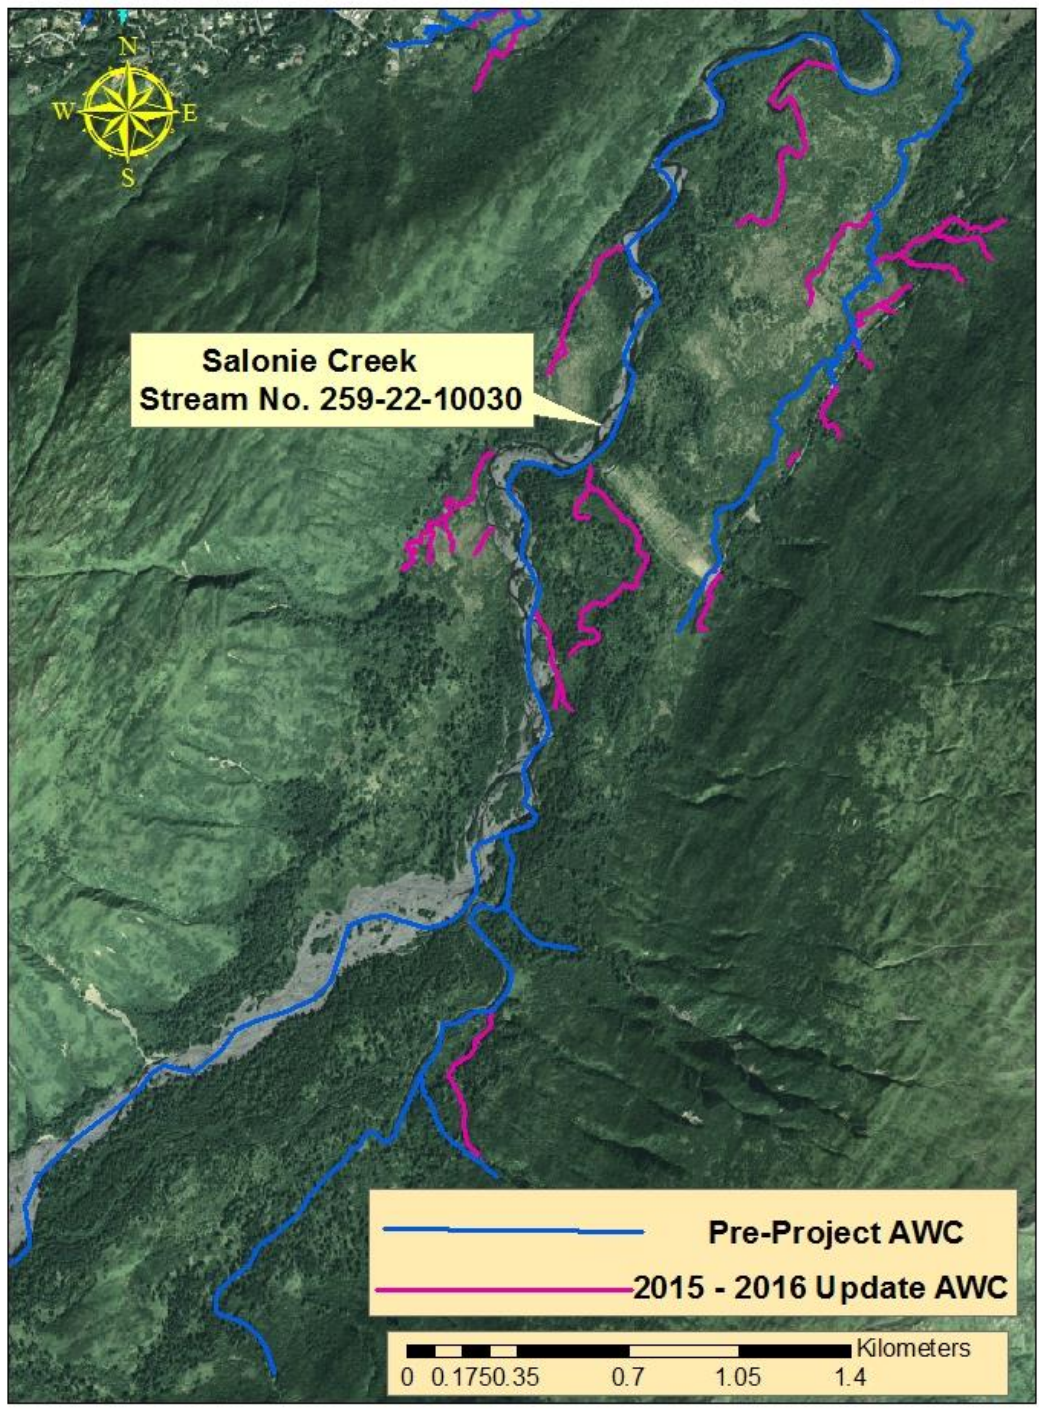 N
W E
S
Salonie Creek
Stream No. 259-22-10030
Pre-Project AWC
2015 - 2016 Update AWC
Kilometers
0 0.1750.35 0.7 1.05 1.4